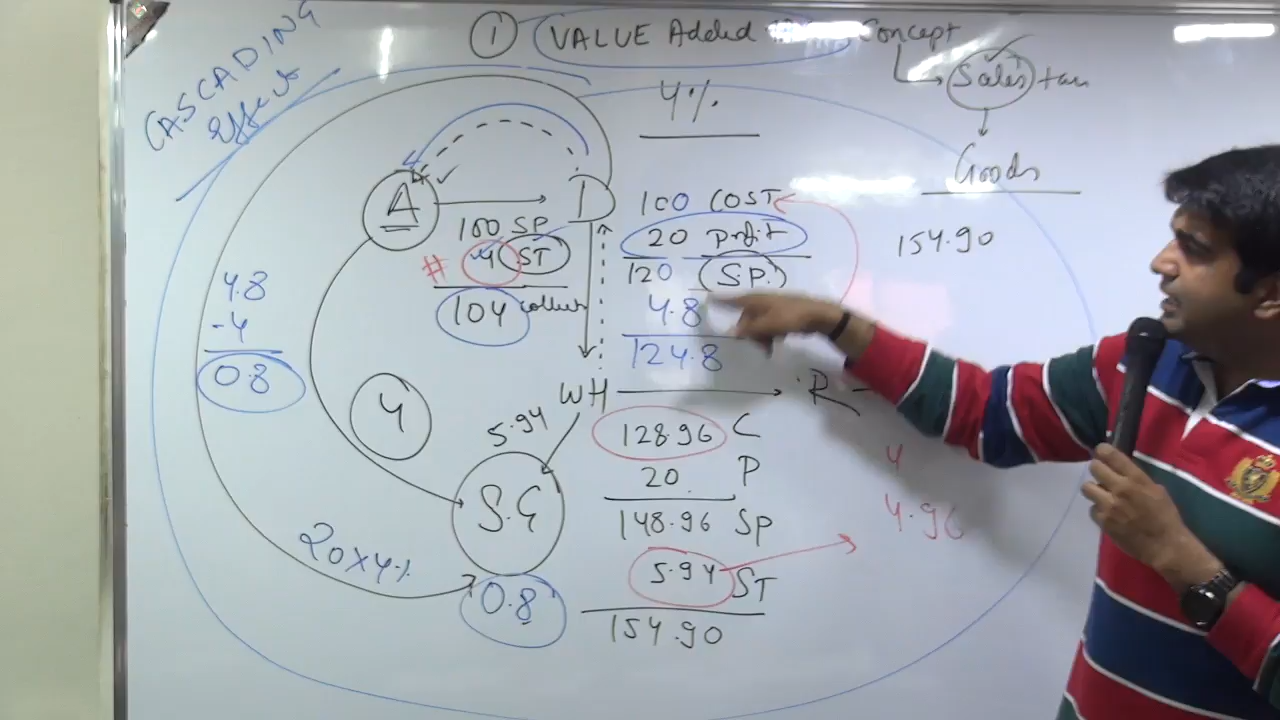 CASCADING
Effect
① VALUE Added Concept
Sales tax
Goods
154.90
4%
A
D
100 SP
# 4 ST
104 collect
100 COST
20 Profit
120 SP.
4.8
124.8
4.8
-4
0.8
4
WH
R
5.94
S.G
20x4%
0.8
128.96 C
20. P
148.96 SP
5.94 ST
154.90
4
4.96